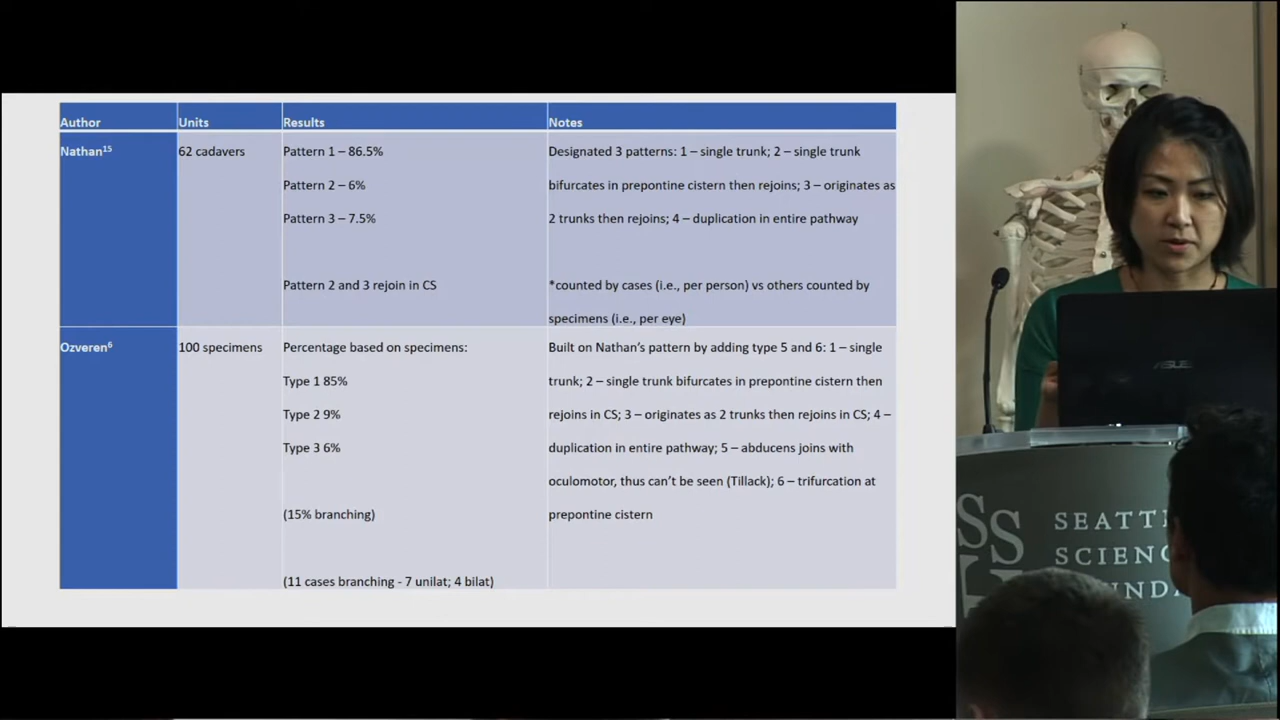 Author Units Results Notes
Nathan15 62 cadavers Pattern 1 – 86.5% Designated 3 patterns: 1 – single trunk; 2 – single trunk
Pattern 2 – 6% bifurcates in prepontine cistern then rejoins; 3 – originates as
Pattern 3 – 7.5% 2 trunks then rejoins; 4 – duplication in entire pathway
Pattern 2 and 3 rejoin in CS *counted by cases (i.e., per person) vs others counted by
specimens (i.e., per eye)
Ozveren6 100 specimens Percentage based on specimens: Built on Nathan's pattern by adding type 5 and 6: 1 – single
Type 1 85% trunk; 2 – single trunk bifurcates in prepontine cistern then
Type 2 9% rejoins in CS; 3 – originates as 2 trunks then rejoins in CS; 4 –
Type 3 6% duplication in entire pathway; 5 – abducens joins with
oculomotor, thus can't be seen (Tillack); 6 – trifurcation at
(15% branching) prepontine cistern
(11 cases branching - 7 unilat; 4 bilat)
ASUS
SS
SEATT
SCIENC
UNDA